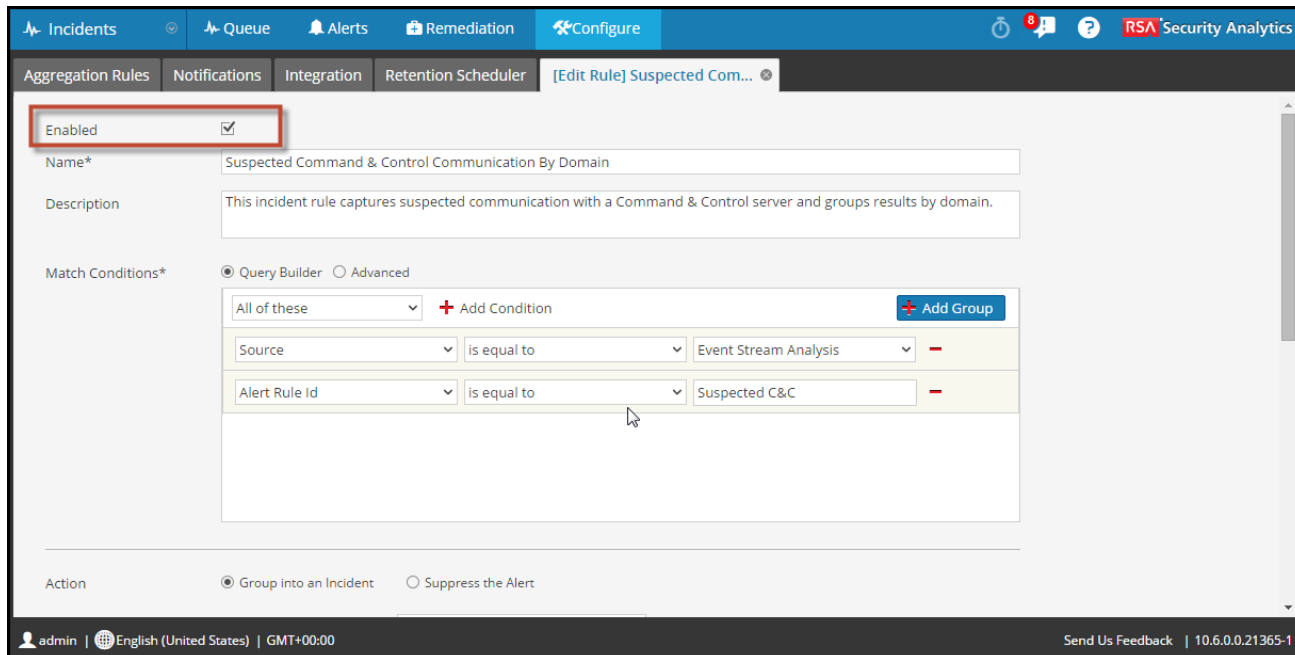 Incidents Queue Alerts Remediation Configure 8 ? RSA Security Analytics
Aggregation Rules Notifications Integration Retention Scheduler [Edit Rule] Suspected Com...
Enabled
Name* Suspected Command & Control Communication By Domain
Description This incident rule captures suspected communication with a Command & Control server and groups results by domain.
Match Conditions* Query Builder Advanced
All of these Add Condition Add Group
Source is equal to Event Stream Analysis
Alert Rule Id is equal to Suspected C&C
Action Group into an Incident Suppress the Alert
admin | English (United States) | GMT+00:00 Send Us Feedback | 10.6.0.0.21365-1